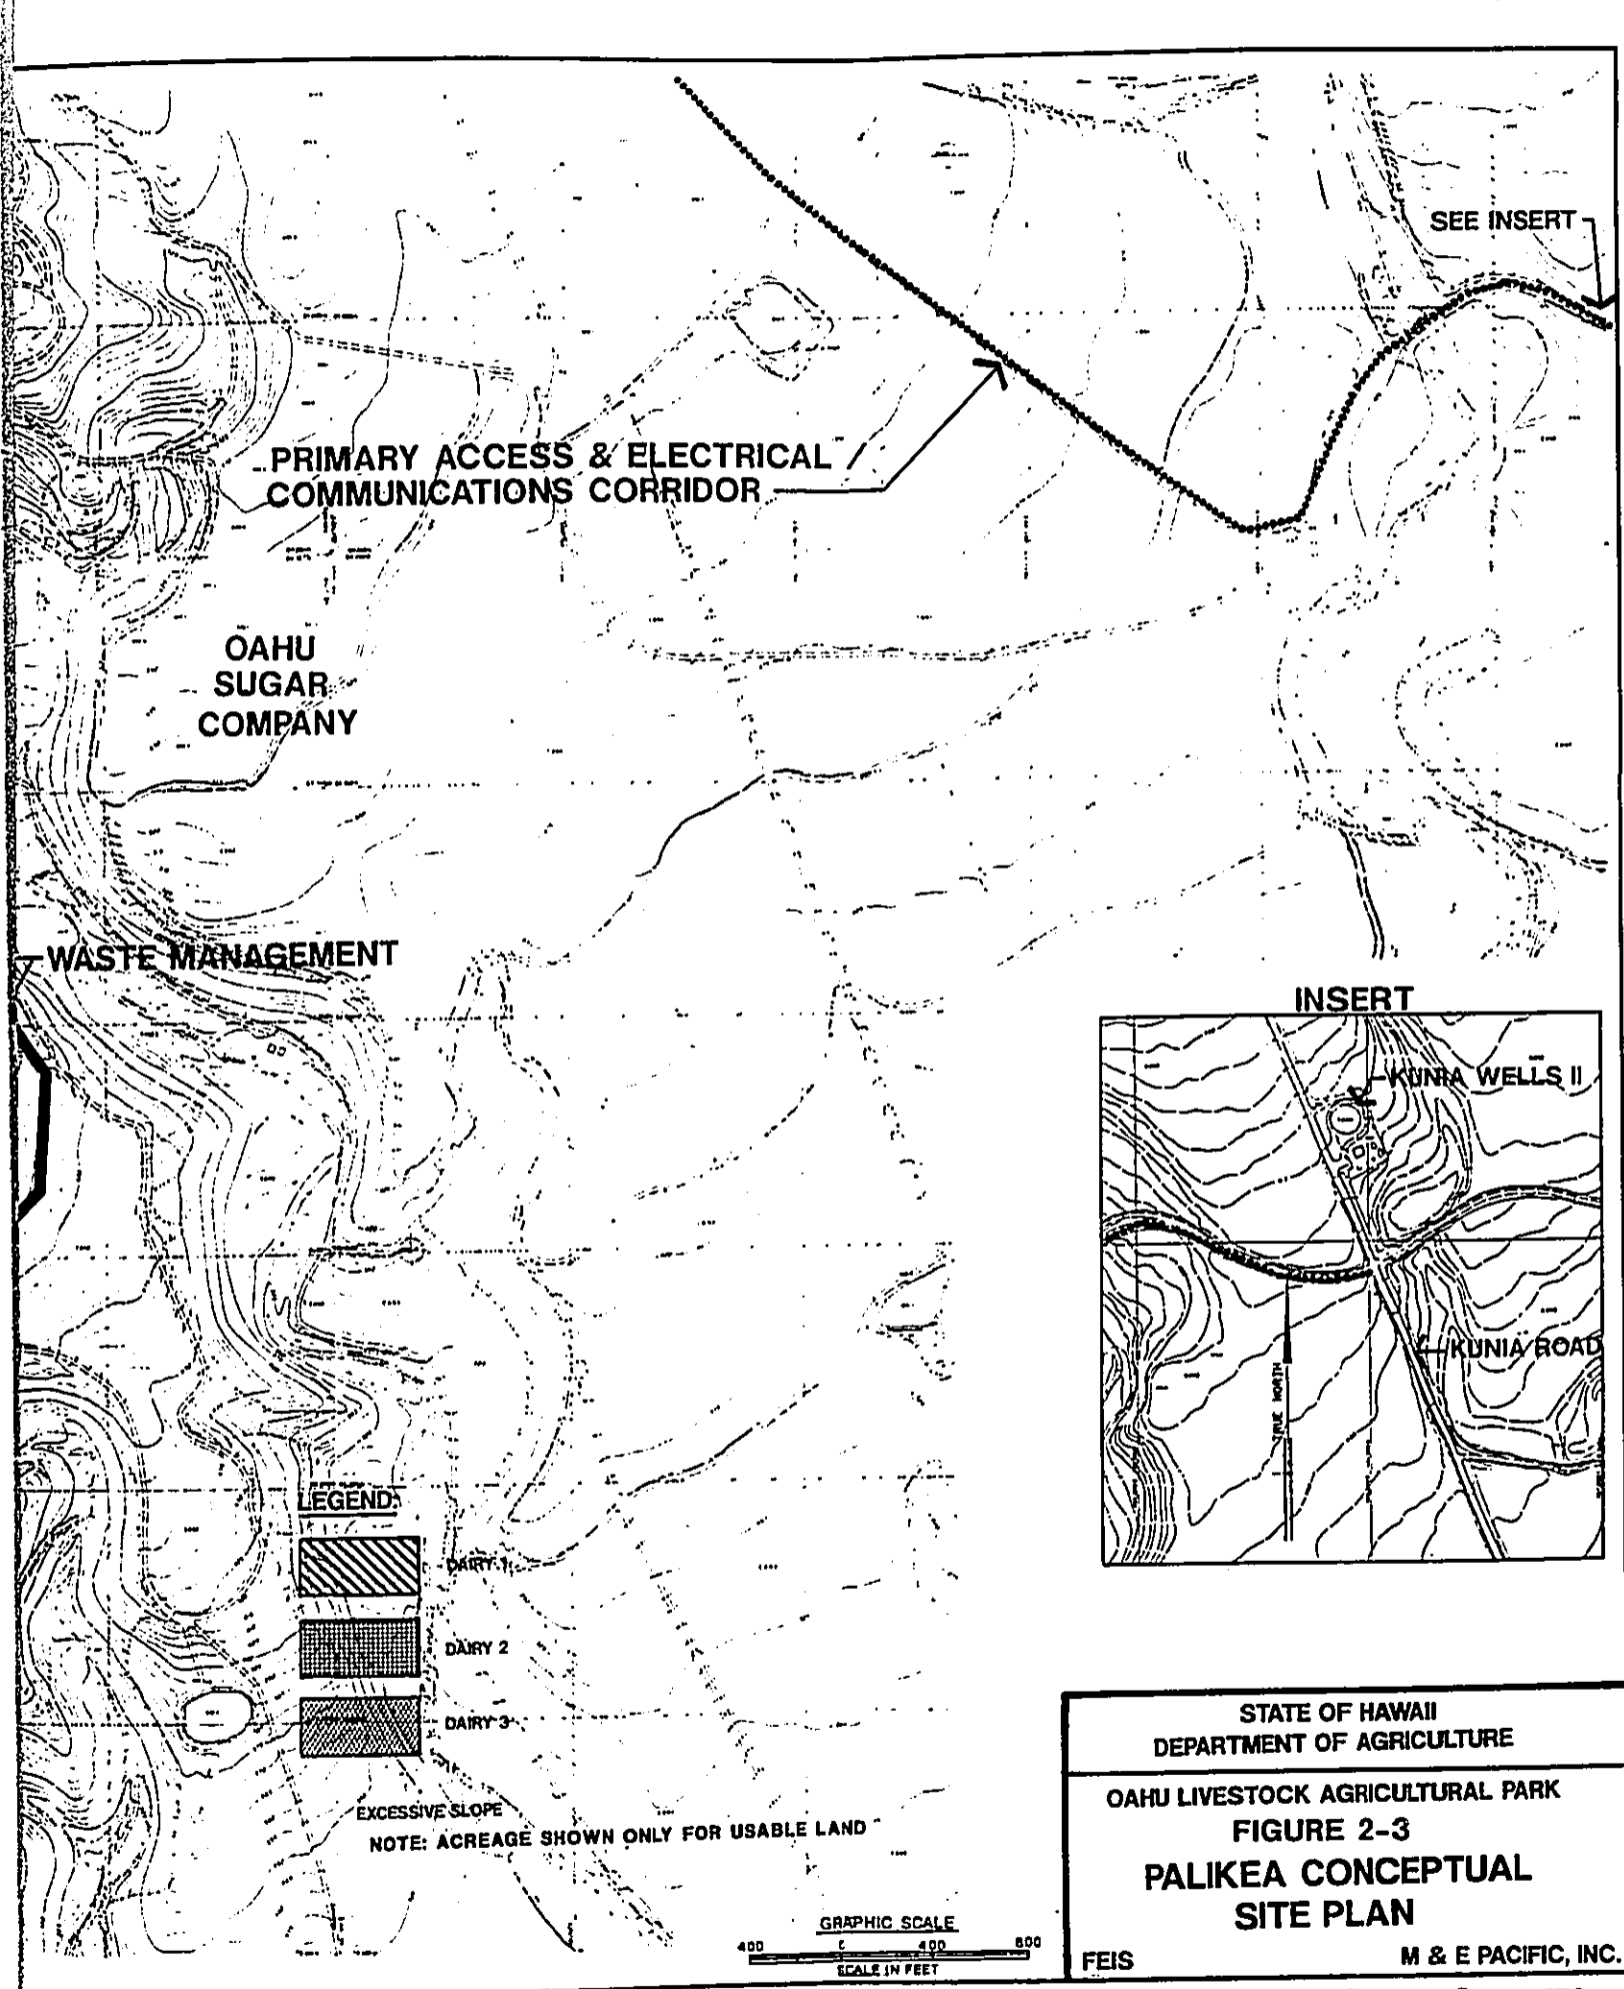 SEE INSERT
PRIMARY ACCESS & ELECTRICAL
COMMUNICATIONS CORRIDOR
OAHU
SUGAR
COMPANY
WASTE MANAGEMENT
INSERT
KUNIA WELLS II
KUNIA ROAD
TRUE NORTH
LEGEND:
DAIRY 1
DAIRY 2
DAIRY 3
EXCESSIVE SLOPE
NOTE: ACREAGE SHOWN ONLY FOR USABLE LAND
GRAPHIC SCALE
400 0 400 800
SCALE IN FEET
STATE OF HAWAII
DEPARTMENT OF AGRICULTURE
OAHU LIVESTOCK AGRICULTURAL PARK
FIGURE 2-3
PALIKEA CONCEPTUAL
SITE PLAN
FEIS M & E PACIFIC, INC.